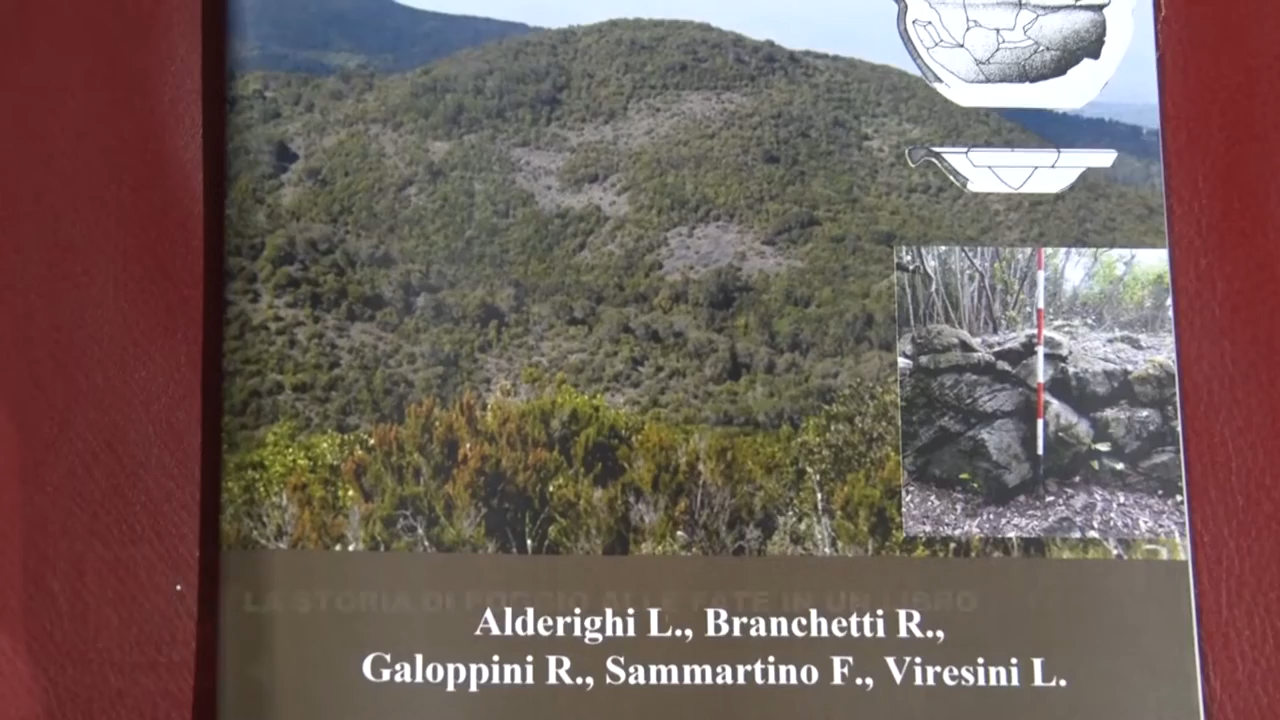 LA STORIA DI POGGIO ALLE FATE IN UN LIBRO
Alderighi L., Branchetti R.,
Galoppini R., Sammartino F., Viresini L.